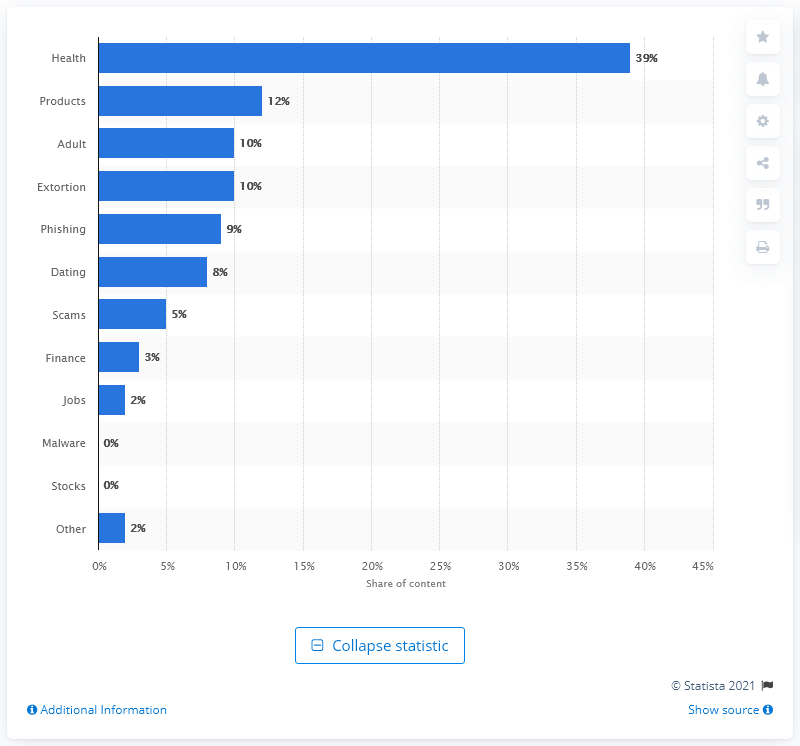 Health 39%
Products 12%
Adult 10%
Extortion 10%
Phishing 9%
Dating 8%
Scams 5%
Finance 3%
Jobs 2%
Malware 0%
Stocks 0%
Other 2%
0% 5% 10% 15% 20% 25% 30% 35% 40% 45%
Share of content
Collapse statistic
© Statista 2021
Additional Information Show source